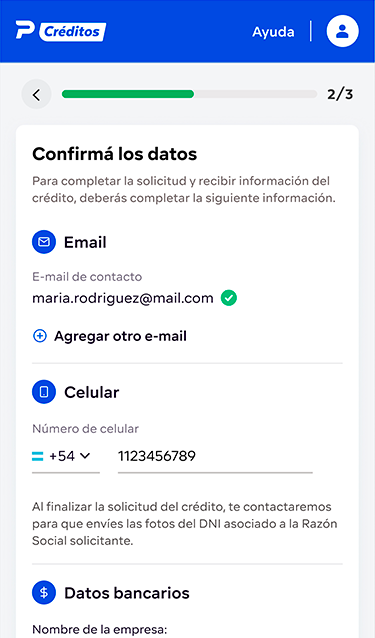 P Créditos
Ayuda
2/3
Confirmá los datos
Para completar la solicitud y recibir información del
crédito, deberás completar la siguiente información.
Email
E-mail de contacto
maria.rodriguez@mail.com
Agregar otro e-mail
Celular
Número de celular
+54 1123456789
Al finalizar la solicitud del crédito, te contactaremos
para que envíes las fotos del DNI asociado a la Razón
Social solicitante.
$ Datos bancarios
Nombre de la empresa: